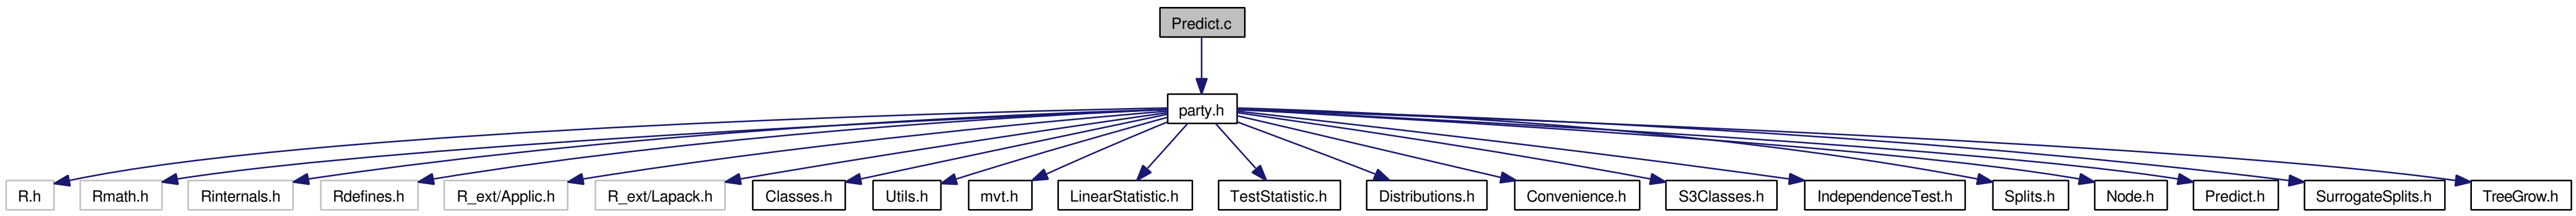 Predict.c
party.h
R.h
Rmath.h
Rinternals.h
Rdefines.h
R_ext/Applic.h
R_ext/Lapack.h
Classes.h
Utils.h
mvt.h
LinearStatistic.h
TestStatistic.h
Distributions.h
Convenience.h
S3Classes.h
IndependenceTest.h
Splits.h
Node.h
Predict.h
SurrogateSplits.h
TreeGrow.h